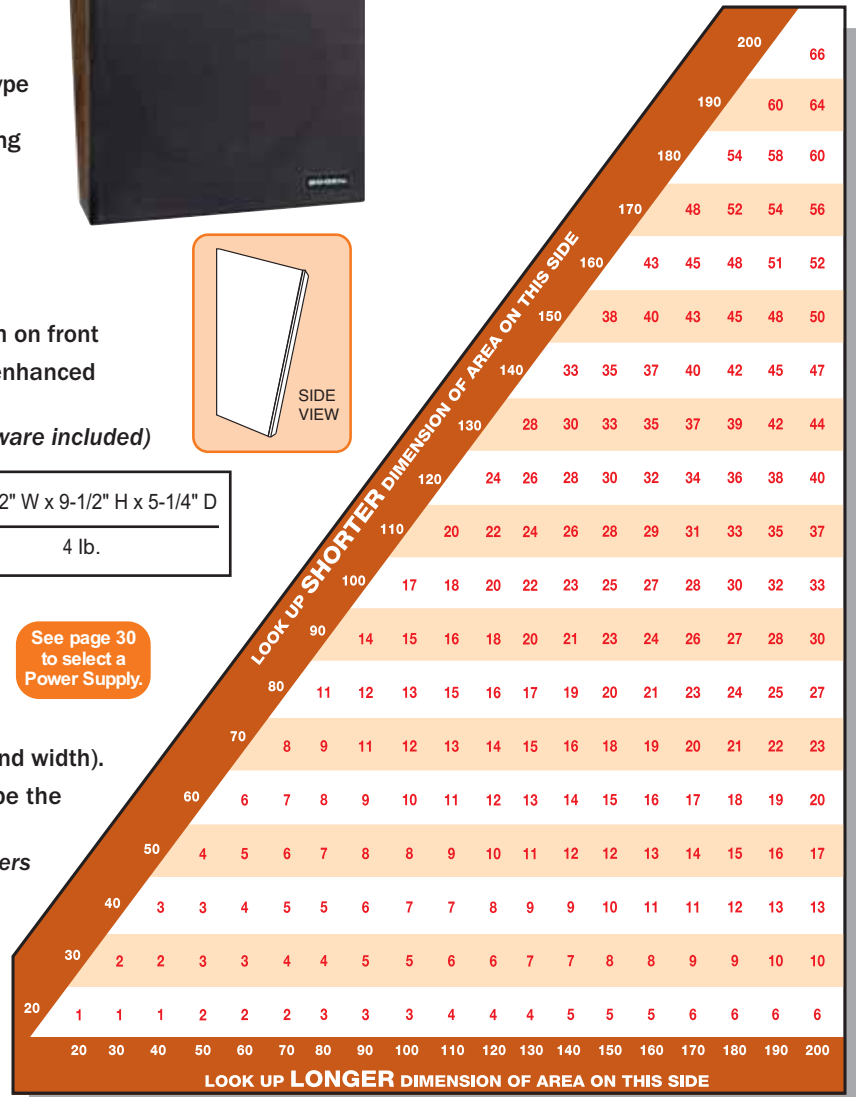 ype
ng
BOGEN
n on front
enhanced
ware included)
SIDE
VIEW
2" W x 9-1/2" H x 5-1/4" D
4 lb.
See page 30
to select a
Power Supply.
nd width).
be the
ers
LOOK UP SHORTER DIMENSION OF AREA ON THIS SIDE
200 66
190 60 64
180 54 58 60
170 48 52 54 56
160 43 45 48 51 52
150 38 40 43 45 48 50
140 33 35 37 40 42 45 47
130 28 30 33 35 37 39 42 44
120 24 26 28 30 32 34 36 38 40
110 20 22 24 26 28 29 31 33 35 37
100 17 18 20 22 23 25 27 28 30 32 33
90 14 15 16 18 20 21 23 24 26 27 28 30
80 11 12 13 15 16 17 19 20 21 23 24 25 27
70 8 9 11 12 13 14 15 16 18 19 20 21 22 23
60 6 7 8 9 10 11 12 13 14 15 16 17 18 19 20
50 4 5 6 7 8 8 9 10 11 12 12 13 14 15 16 17
40 3 3 4 5 5 6 7 7 8 9 9 10 11 11 12 13 13
30 2 2 3 3 4 4 5 5 6 6 7 7 8 8 9 9 10 10
20 1 1 1 2 2 2 3 3 3 4 4 4 5 5 5 6 6 6 6
20 30 40 50 60 70 80 90 100 110 120 130 140 150 160 170 180 190 200
LOOK UP LONGER DIMENSION OF AREA ON THIS SIDE